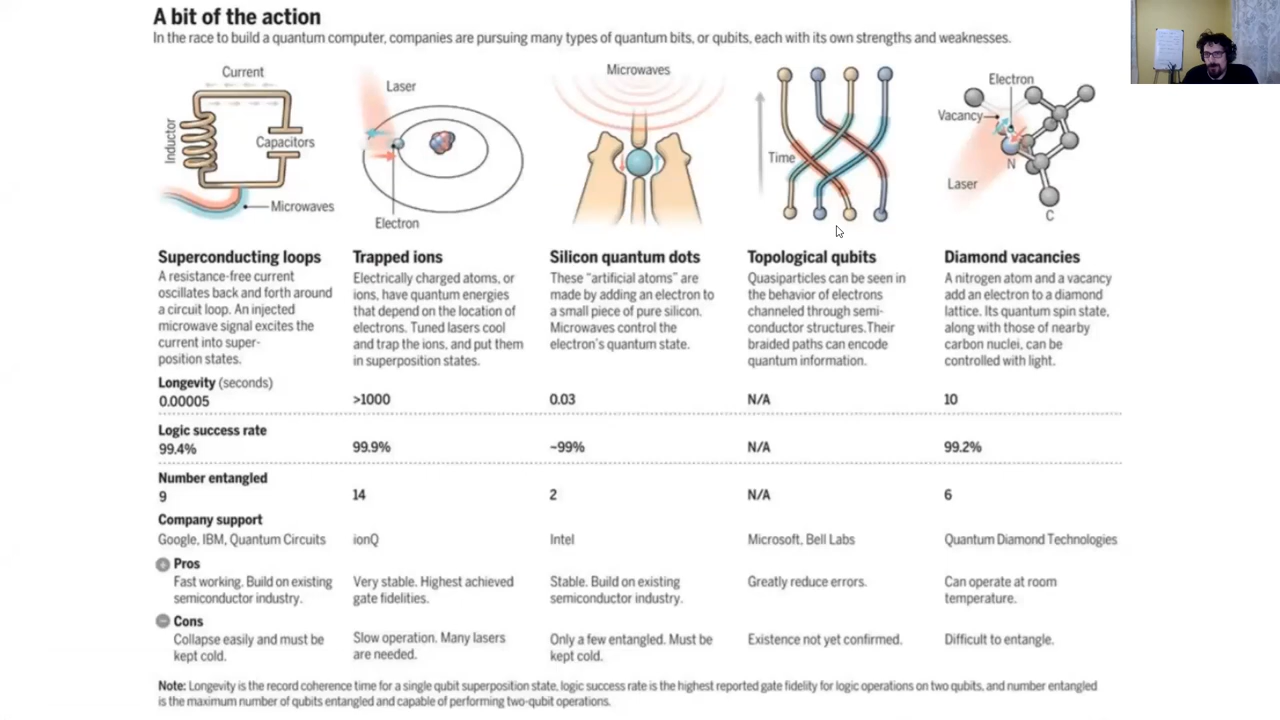 A bit of the action
In the race to build a quantum computer, companies are pursuing many types of quantum bits, or qubits, each with its own strengths and weaknesses.
Current
Inductor
Capacitors
Microwaves
Laser
Electron
Microwaves
Time
Electron
Vacancy
N
Laser
C
Superconducting loops
A resistance-free current
oscillates back and forth around
a circuit loop. An injected
microwave signal excites the
current into super-
position states.
Trapped ions
Electrically charged atoms, or
ions, have quantum energies
that depend on the location of
electrons. Tuned lasers cool
and trap the ions, and put them
in superposition states.
Silicon quantum dots
These “artificial atoms” are
made by adding an electron to
a small piece of pure silicon.
Microwaves control the
electron’s quantum state.
Topological qubits
Quasiparticles can be seen in
the behavior of electrons
channeled through semi-
conductor structures.Their
braided paths can encode
quantum information.
Diamond vacancies
A nitrogen atom and a vacancy
add an electron to a diamond
lattice. Its quantum spin state,
along with those of nearby
carbon nuclei, can be
controlled with light.
Longevity (seconds)
0.00005 >1000 0.03 N/A 10
Logic success rate
99.4% 99.9% ~99% N/A 99.2%
Number entangled
9 14 2 N/A 6
Company support
Google, IBM, Quantum Circuits ionQ Intel Microsoft, Bell Labs Quantum Diamond Technologies
Pros
Fast working. Build on existing
semiconductor industry.
Very stable. Highest achieved
gate fidelities.
Stable. Build on existing
semiconductor industry.
Greatly reduce errors.
Can operate at room
temperature.
Cons
Collapse easily and must be
kept cold.
Slow operation. Many lasers
are needed.
Only a few entangled. Must be
kept cold.
Existence not yet confirmed.
Difficult to entangle.
Note: Longevity is the record coherence time for a single qubit superposition state, logic success rate is the highest reported gate fidelity for logic operations on two qubits, and number entangled
is the maximum number of qubits entangled and capable of performing two-qubit operations.